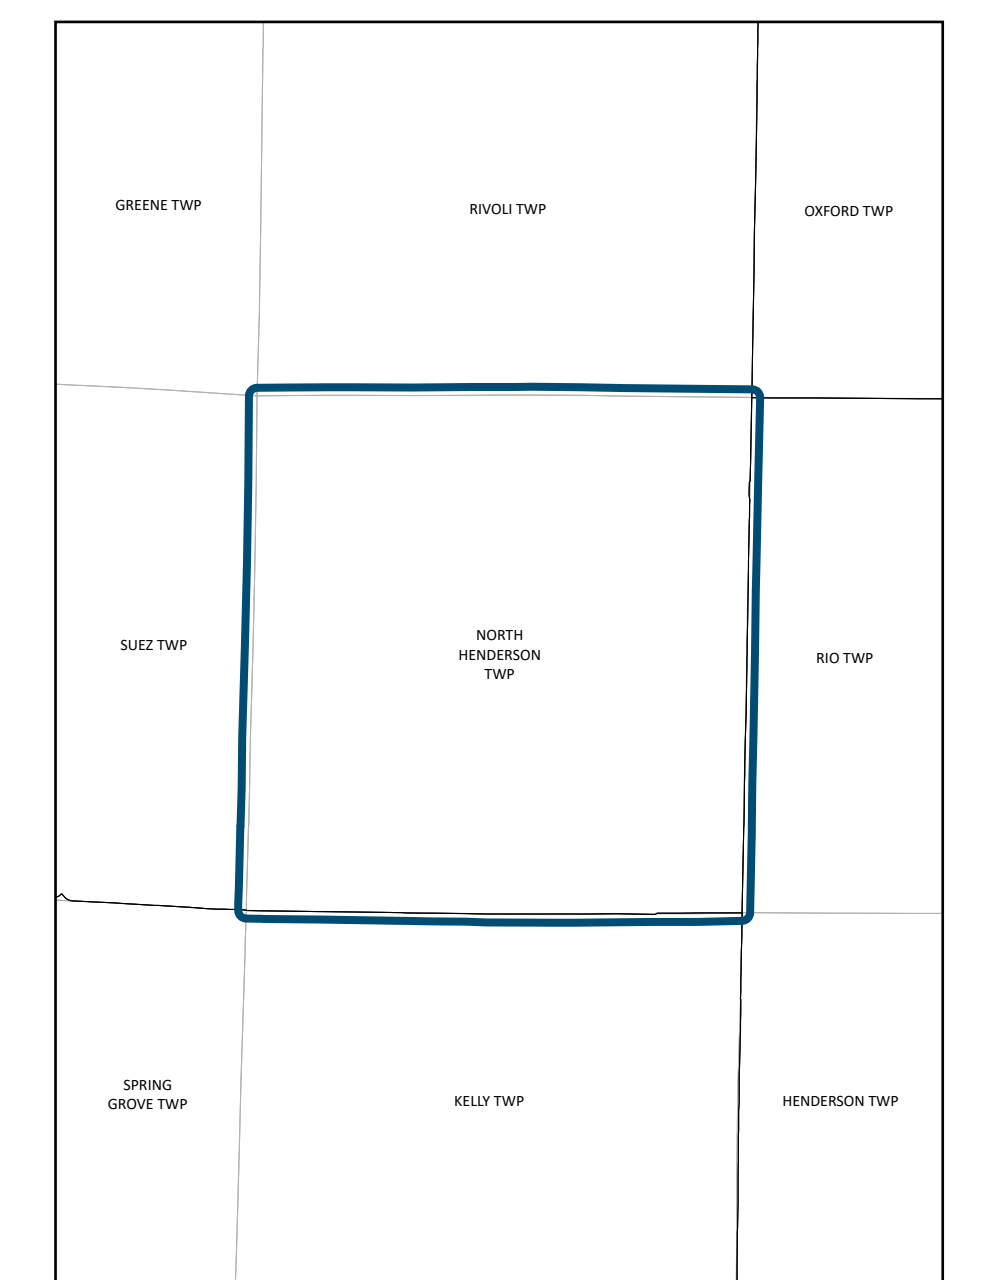 GREENE TWP
RIVOLI TWP
OXFORD TWP
SUEZ TWP
NORTH
HENDERSON
TWP
RIO TWP
SPRING
GROVE TWP
KELLY TWP
HENDERSON TWP